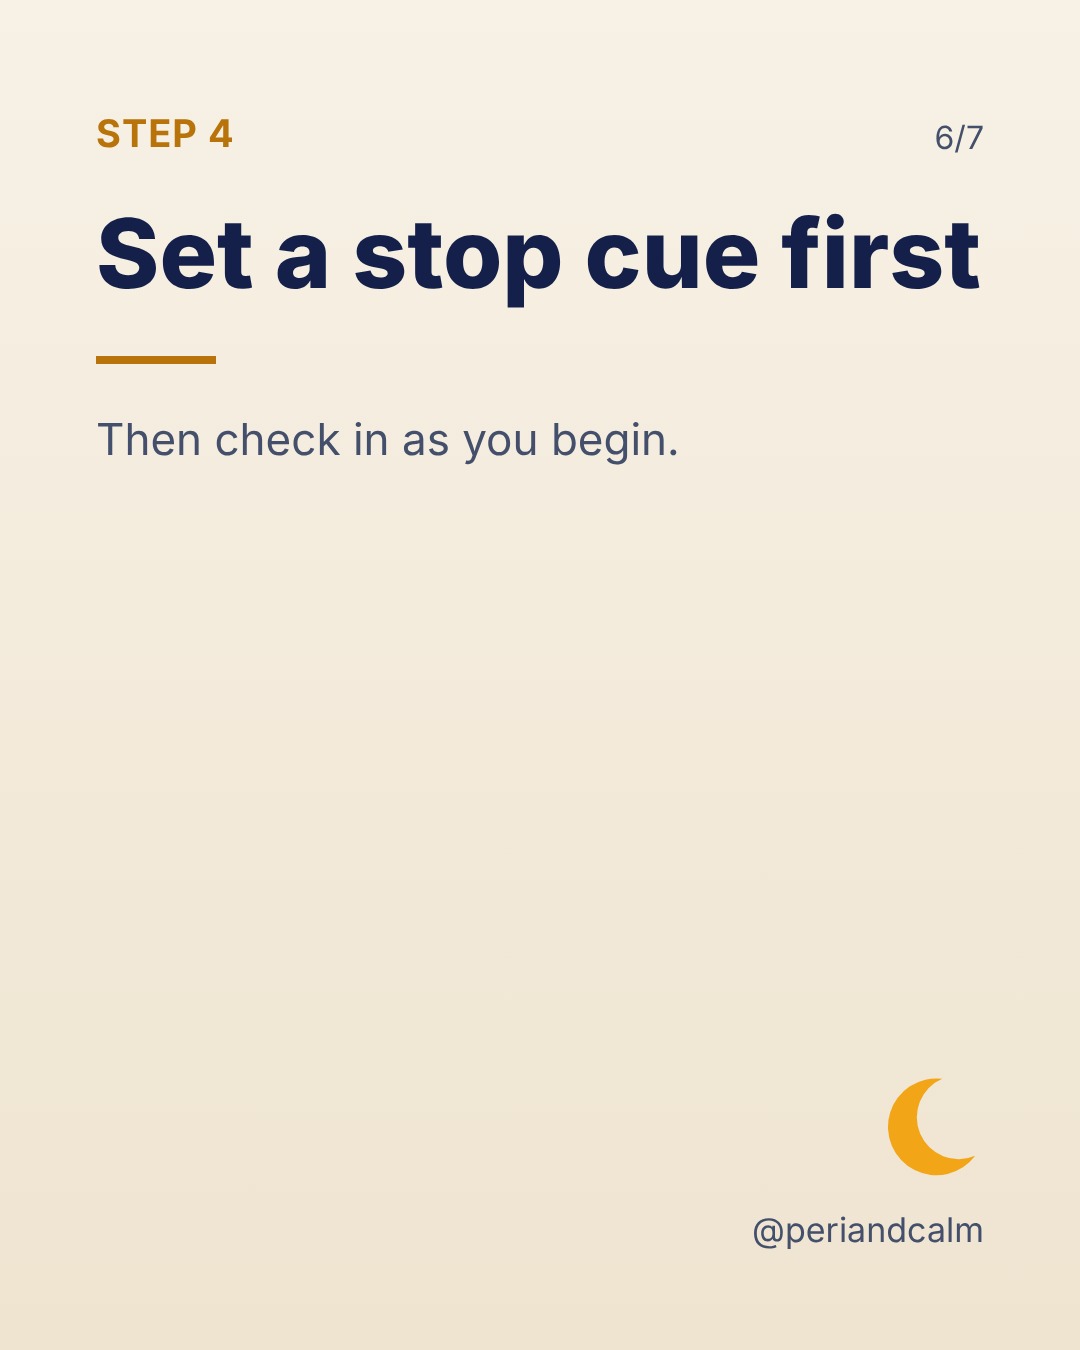 STEP 4
6/7
Set a stop cue first
Then check in as you begin.
@periandcalm